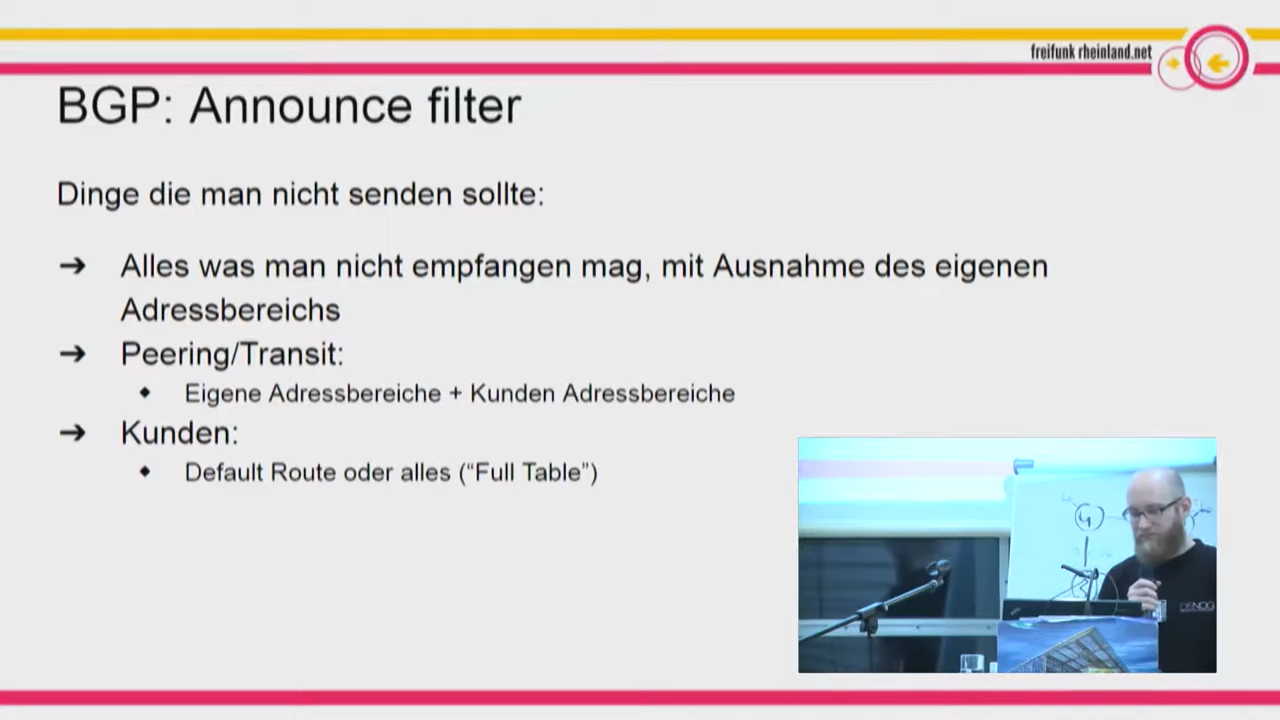 freifunk rheinland.net
BGP: Announce filter
Dinge die man nicht senden sollte:
➔ Alles was man nicht empfangen mag, mit Ausnahme des eigenen
Adressbereichs
➔ Peering/Transit:
◆ Eigene Adressbereiche + Kunden Adressbereiche
➔ Kunden:
◆ Default Route oder alles (“Full Table”)
DENOG